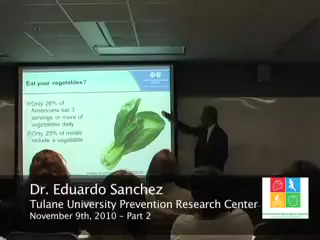 Eat your vegetables?
Only 26% of
Americans eat 3
servings or more of
vegetables daily
Only 23% of meals
include a vegetable
Dr. Eduardo Sanchez
Tulane University Prevention Research Center
November 9th, 2010 - Part 2